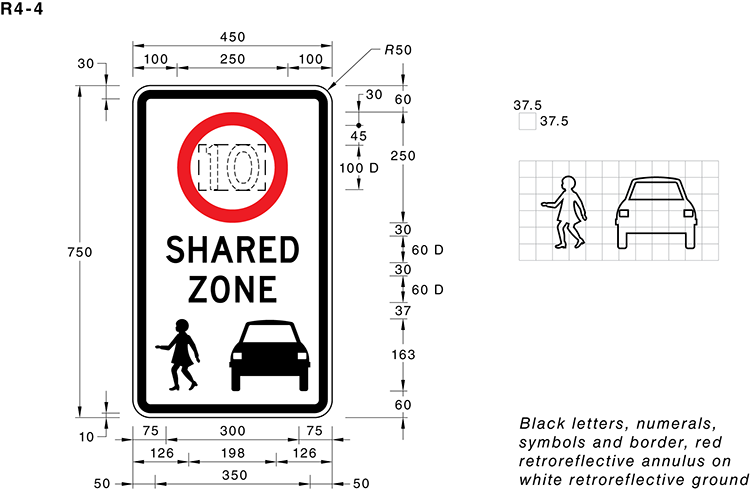 R4-4
450
100 250 100
R50
30
30
60
45
100 D
250
10
750
SHARED
ZONE
30
60 D
30
60 D
37
163
60
10
75 300 75
126 198 126
50 350 50
37.5
37.5
Black letters, numerals,
symbols and border, red
retroreflective annulus on
white retroreflective ground